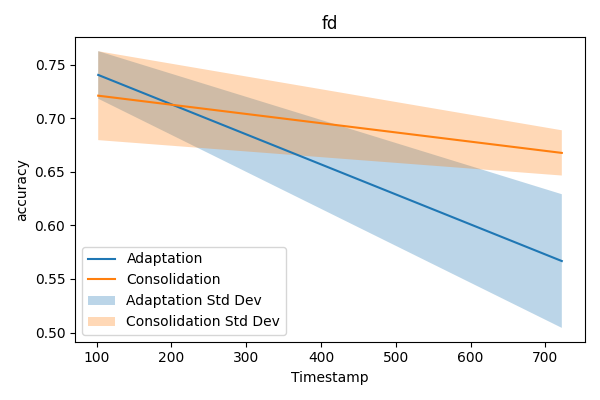 fd
accuracy
0.75
0.70
0.65
0.60
0.55
0.50
Adaptation
Consolidation
Adaptation Std Dev
Consolidation Std Dev
100 200 300 400 500 600 700
Timestamp